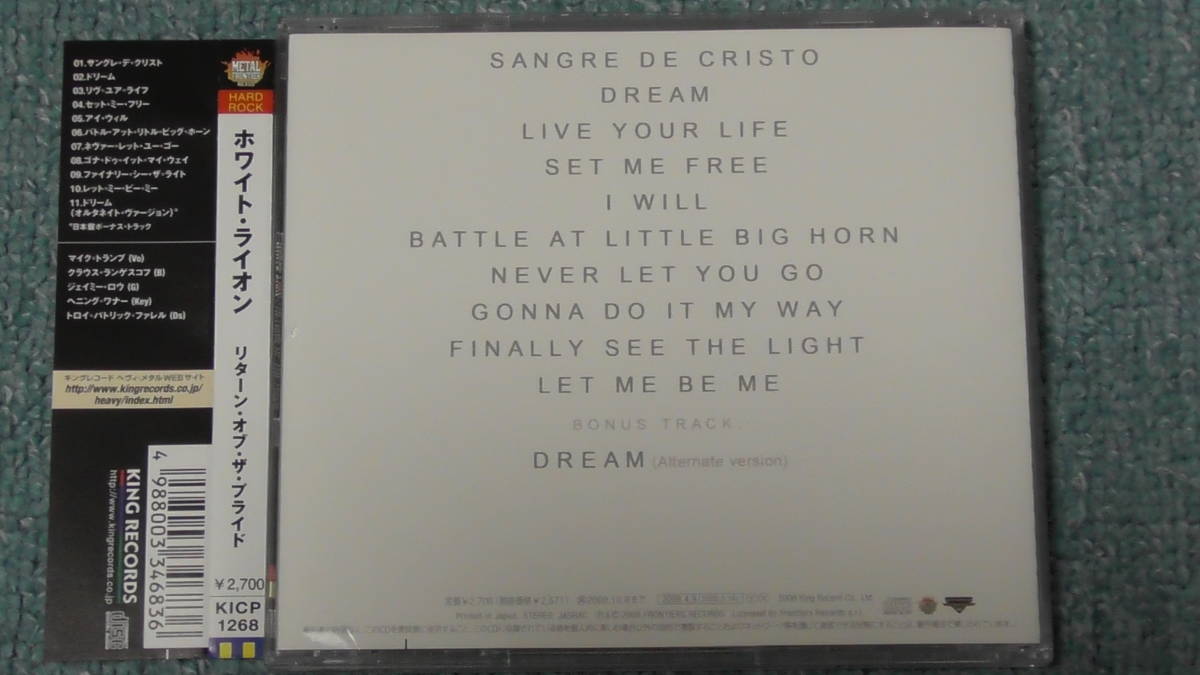 01.サングレ・デ・クリスト
02.ドリーム
03.リヴ・ユア・ライフ
04.セット・ミー・フリー
05.アイ・ウィル
06.バトル・アット・リトル・ビッグ・ホーン
07.ネヴァー・レット・ユー・ゴー
08.ゴナ・ドゥ・イット・マイ・ウェイ
09.ファイナリー・シー・ザ・ライト
10.レット・ミー・ビー・ミー
11.ドリーム
(オルタネイト・ヴァージョン)*
*日本盤ボーナス・トラック
マイク・トランプ (Vo)
クラウス・ランゲスコフ (B)
ジェイミー・ロウ (G)
ヘニング・ワナー (Key)
トロイ・パトリック・ファレル (Ds)
キングレコード ヘヴィ・メタルWEBサイト
http://www.kingrecords.co.jp/
heavy/index.html
KING RECORDS
http://www.kingrecords.co.jp
4 988003 346836
METAL
FRONTIER
HARD
ROCK
ホワイト・ライオン
リターン・オブ・ザ・プライド
¥2,700
KICP
1268
SANGRE DE CRISTO
DREAM
LIVE YOUR LIFE
SET ME FREE
I WILL
BATTLE AT LITTLE BIG HORN
NEVER LET YOU GO
GONNA DO IT MY WAY
FINALLY SEE THE LIGHT
LET ME BE ME
BONUS TRACK.
DREAM (Alternate version)
Printed in Japan. STEREO JASRAC